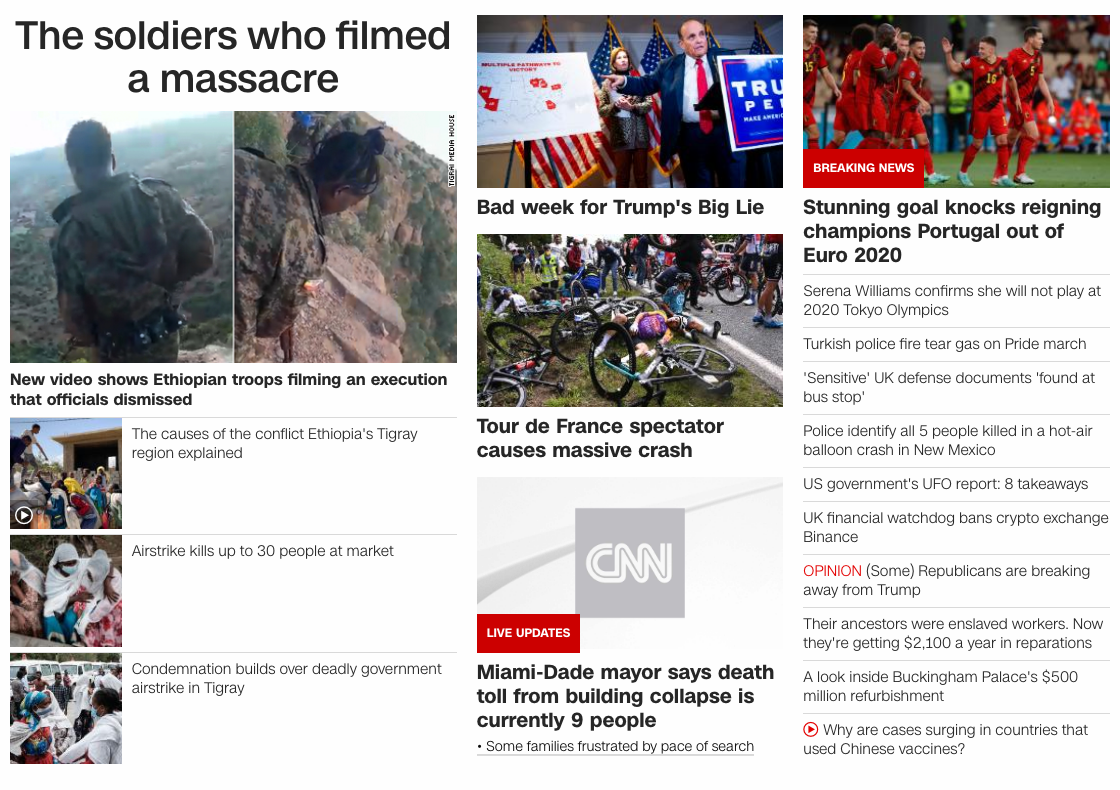 The soldiers who filmed
a massacre
TIGRAI MEDIA HOUSE
New video shows Ethiopian troops filming an execution
that officials dismissed
The causes of the conflict Ethiopia's Tigray
region explained
Airstrike kills up to 30 people at market
Condemnation builds over deadly government
airstrike in Tigray
MULTIPLE PATHWAYS TO
VICTORY?
TRU
PE
MAKE AMERICA
Bad week for Trump's Big Lie
Tour de France spectator
causes massive crash
CNN
LIVE UPDATES
Miami-Dade mayor says death
toll from building collapse is
currently 9 people
• Some families frustrated by pace of search
15
16
5
BREAKING NEWS
Stunning goal knocks reigning
champions Portugal out of
Euro 2020
Serena Williams confirms she will not play at
2020 Tokyo Olympics
Turkish police fire tear gas on Pride march
'Sensitive' UK defense documents 'found at
bus stop'
Police identify all 5 people killed in a hot-air
balloon crash in New Mexico
US government's UFO report: 8 takeaways
UK financial watchdog bans crypto exchange
Binance
OPINION (Some) Republicans are breaking
away from Trump
Their ancestors were enslaved workers. Now
they're getting $2,100 a year in reparations
A look inside Buckingham Palace's $500
million refurbishment
Why are cases surging in countries that
used Chinese vaccines?